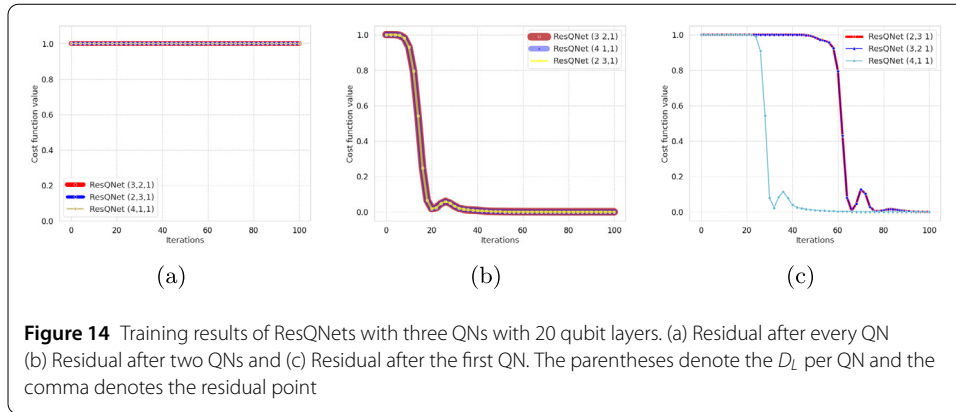 1.0
0.8
0.6
0.4
0.2
0.0
Cost function value
ResQNet (3,2,1)
ResQNet (2,3,1)
ResQNet (4,1,1)
0 20 40 60 80 100
Iterations
(a)
1.0
0.8
0.6
0.4
0.2
0.0
Cost function value
ResQNet (3 2,1)
ResQNet (4 1,1)
ResQNet (2 3,1)
0 20 40 60 80 100
Iterations
(b)
1.0
0.8
0.6
0.4
0.2
0.0
Cost function value
ResQNet (2,3 1)
ResQNet (3,2 1)
ResQNet (4,1 1)
0 20 40 60 80 100
Iterations
(c)
Figure 14 Training results of ResQNets with three QNs with 20 qubit layers. (a) Residual after every QN
(b) Residual after two QNs and (c) Residual after the first QN. The parentheses denote the D_L per QN and the
comma denotes the residual point